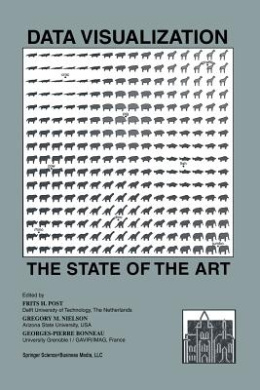 DATA VISUALIZATION
THE STATE OF THE ART
Edited by
FRITS H. POST
Delft University of Technology, The Netherlands
GREGORY M. NIELSON
Arizona State University, USA
GEORGES-PIERRE BONNEAU
University Grenoble I / GAVIR/IMAG, France
Springer Science+Business Media, LLC